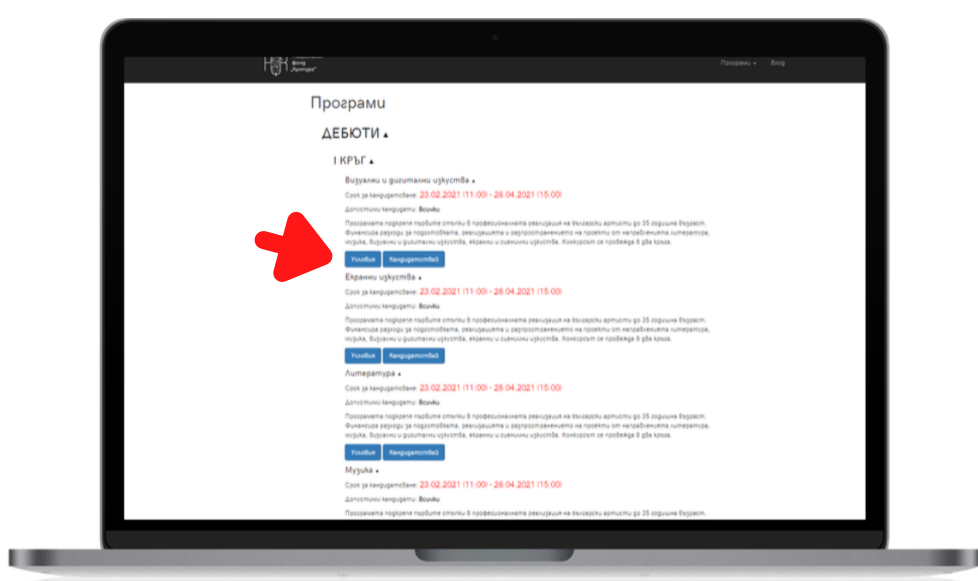 фонд
„Култура“
Програми
Вход
Програми
ДЕБЮТИ
I КРЪГ
Визуални и дигитални изкуства
Срок за кандидатстване: 23.02.2021 (11:00) - 28.04.2021 (15:00)
Допустими кандидати: Всички
Програмата подкрепя първите стъпки в професионалната реализация на български артисти до 35 годишна възраст.
Финансира разходи за подготовката, реализацията и разпространението на проекти от направленията литература,
музика, визуални и дигитални изкуства, екранни и сценични изкуства. Конкурсът се провежда в два кръга.
Условия Кандидатствай
Екранни изкуства
Срок за кандидатстване: 23.02.2021 (11:00) - 28.04.2021 (15:00)
Допустими кандидати: Всички
Програмата подкрепя първите стъпки в професионалната реализация на български артисти до 35 годишна възраст.
Финансира разходи за подготовката, реализацията и разпространението на проекти от направленията литература,
музика, визуални и дигитални изкуства, екранни и сценични изкуства. Конкурсът се провежда в два кръга.
Условия Кандидатствай
Литература
Срок за кандидатстване: 23.02.2021 (11:00) - 28.04.2021 (15:00)
Допустими кандидати: Всички
Програмата подкрепя първите стъпки в професионалната реализация на български артисти до 35 годишна възраст.
Финансира разходи за подготовката, реализацията и разпространението на проекти от направленията литература,
музика, визуални и дигитални изкуства, екранни и сценични изкуства. Конкурсът се провежда в два кръга.
Условия Кандидатствай
Музика
Срок за кандидатстване: 23.02.2021 (11:00) - 28.04.2021 (15:00)
Допустими кандидати: Всички
Програмата подкрепя първите стъпки в професионалната реализация на български артисти до 35 годишна възраст.